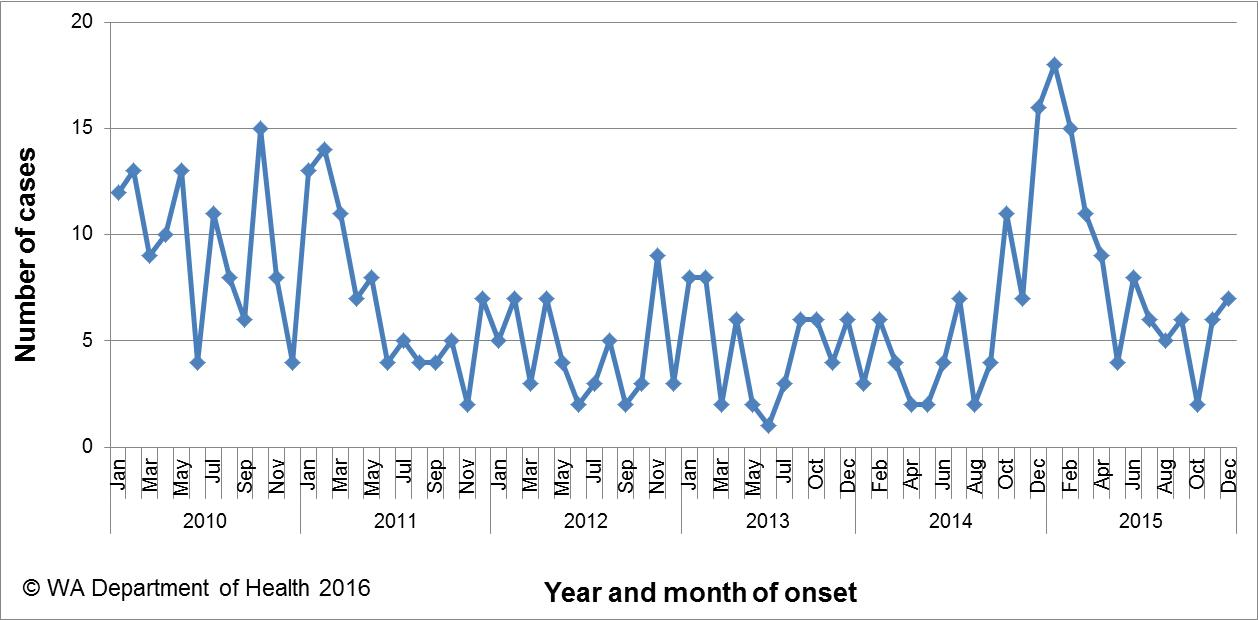 Number of cases
20
15
10
5
0
Jan Mar May Jul Sep Nov Jan Mar May Jul Sep Nov Jan Mar May Jul Sep Nov Jan Mar May Jul Oct Dec Feb Apr Jun Aug Oct Dec Feb Apr Jun Aug Oct Dec
2010 2011 2012 2013 2014 2015
© WA Department of Health 2016
Year and month of onset